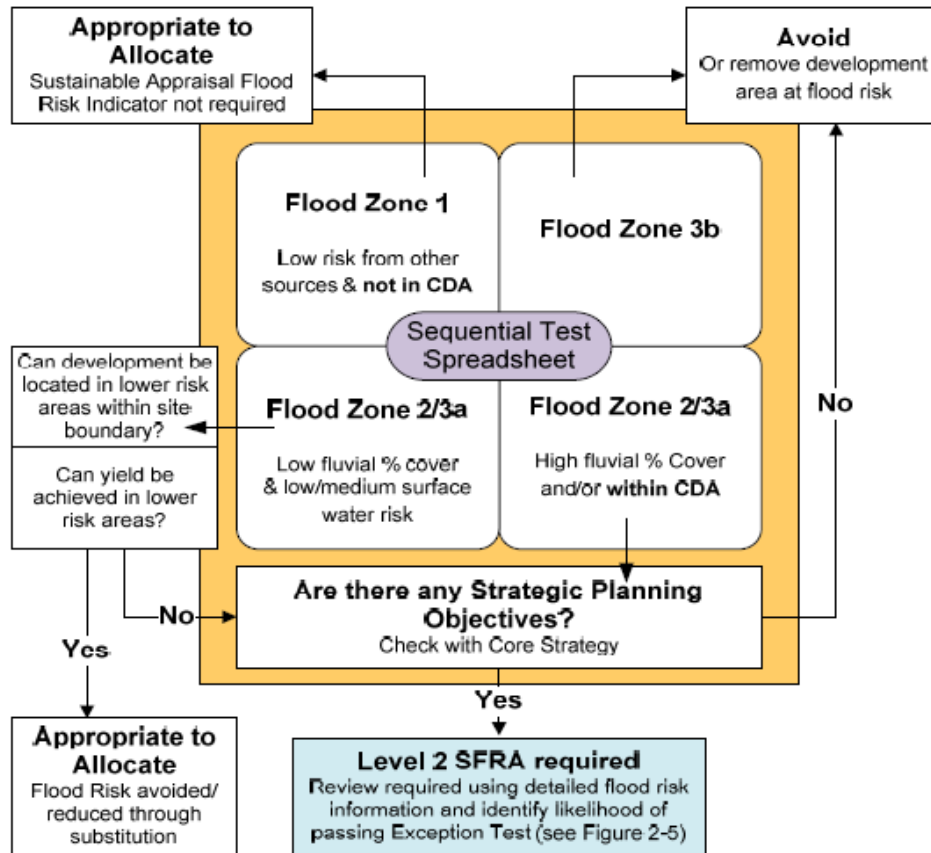 Appropriate to
Allocate
Sustainable Appraisal Flood
Risk Indicator not required
Avoid
Or remove development
area at flood risk
Flood Zone 1
Low risk from other
sources & not in CDA
Flood Zone 3b
Sequential Test
Spreadsheet
Can development be
located in lower risk
areas within site
boundary?
Can yield be
achieved in lower
risk areas?
Flood Zone 2/3a
Low fluvial % cover
& low/medium surface
water risk
Flood Zone 2/3a
High fluvial % Cover
and/or within CDA
No
Are there any Strategic Planning
Objectives?
Check with Core Strategy
No
Yes
Yes
Appropriate to
Allocate
Flood Risk avoided/
reduced through
substitution
Level 2 SFRA required
Review required using detailed flood risk
information and identify likelihood of
passing Exception Test (see Figure 2-5)